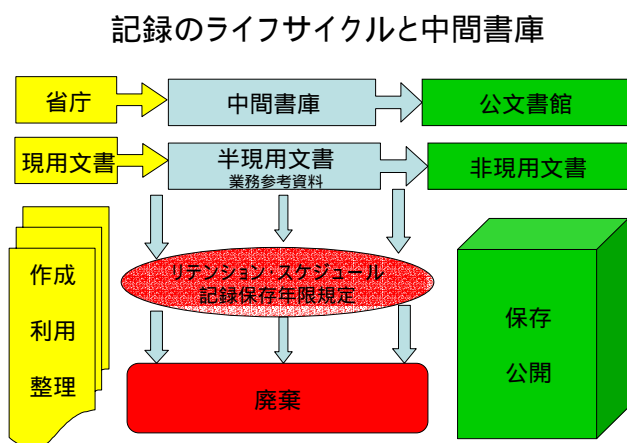 記録のライフサイクルと中間書庫
省庁
中間書庫
公文書館
現用文書
半現用文書
業務参考資料
非現用文書
リテンション・スケジュール
記録保存年限規定
作成
利用
整理
保存
公開
廃棄